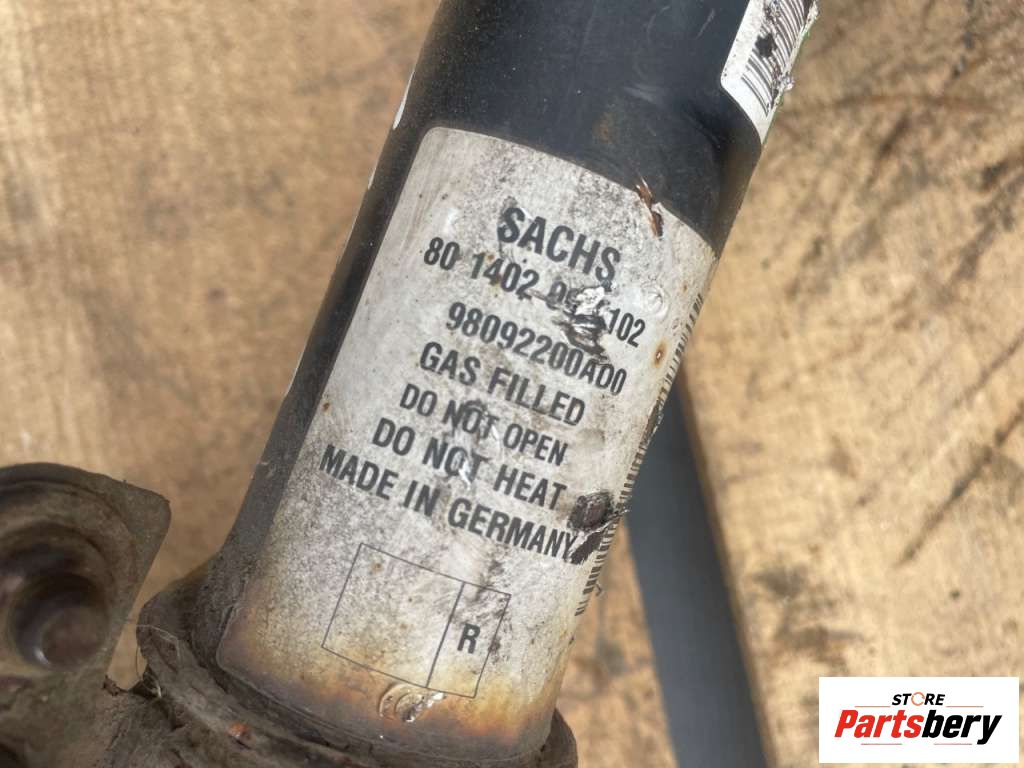 SACHS
80 1402 102
98092200A00
GAS FILLED
DO NOT OPEN
DO NOT HEAT
MADE IN GERMANY
R
STORE
Partsbery